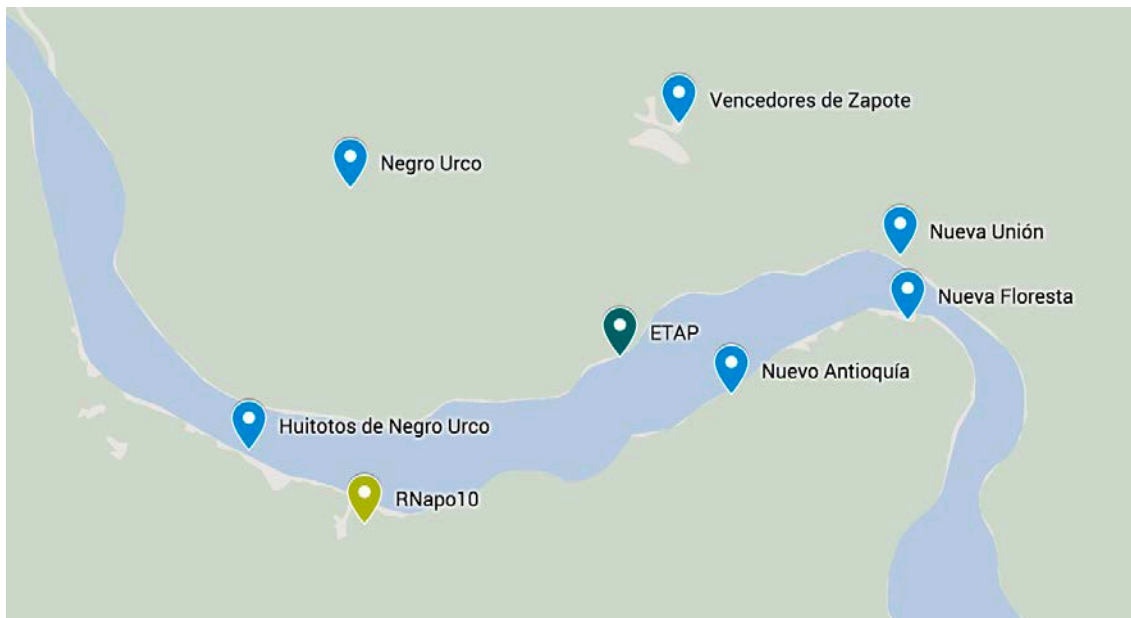 Vencedores de Zapote
Negro Urco
Nueva Unión
Nueva Floresta
ETAP
Nuevo Antioquía
Huitotos de Negro Urco
RNapo10